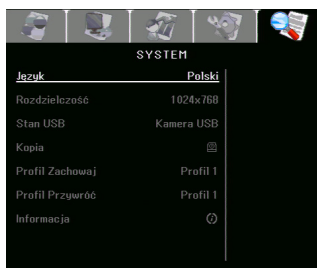 SYSTEM
Język Polski
Rozdzielczość 1024x768
Stan USB Kamera USB
Kopia
Profil Zachowaj Profil 1
Profil Przywróć Profil 1
Informacja